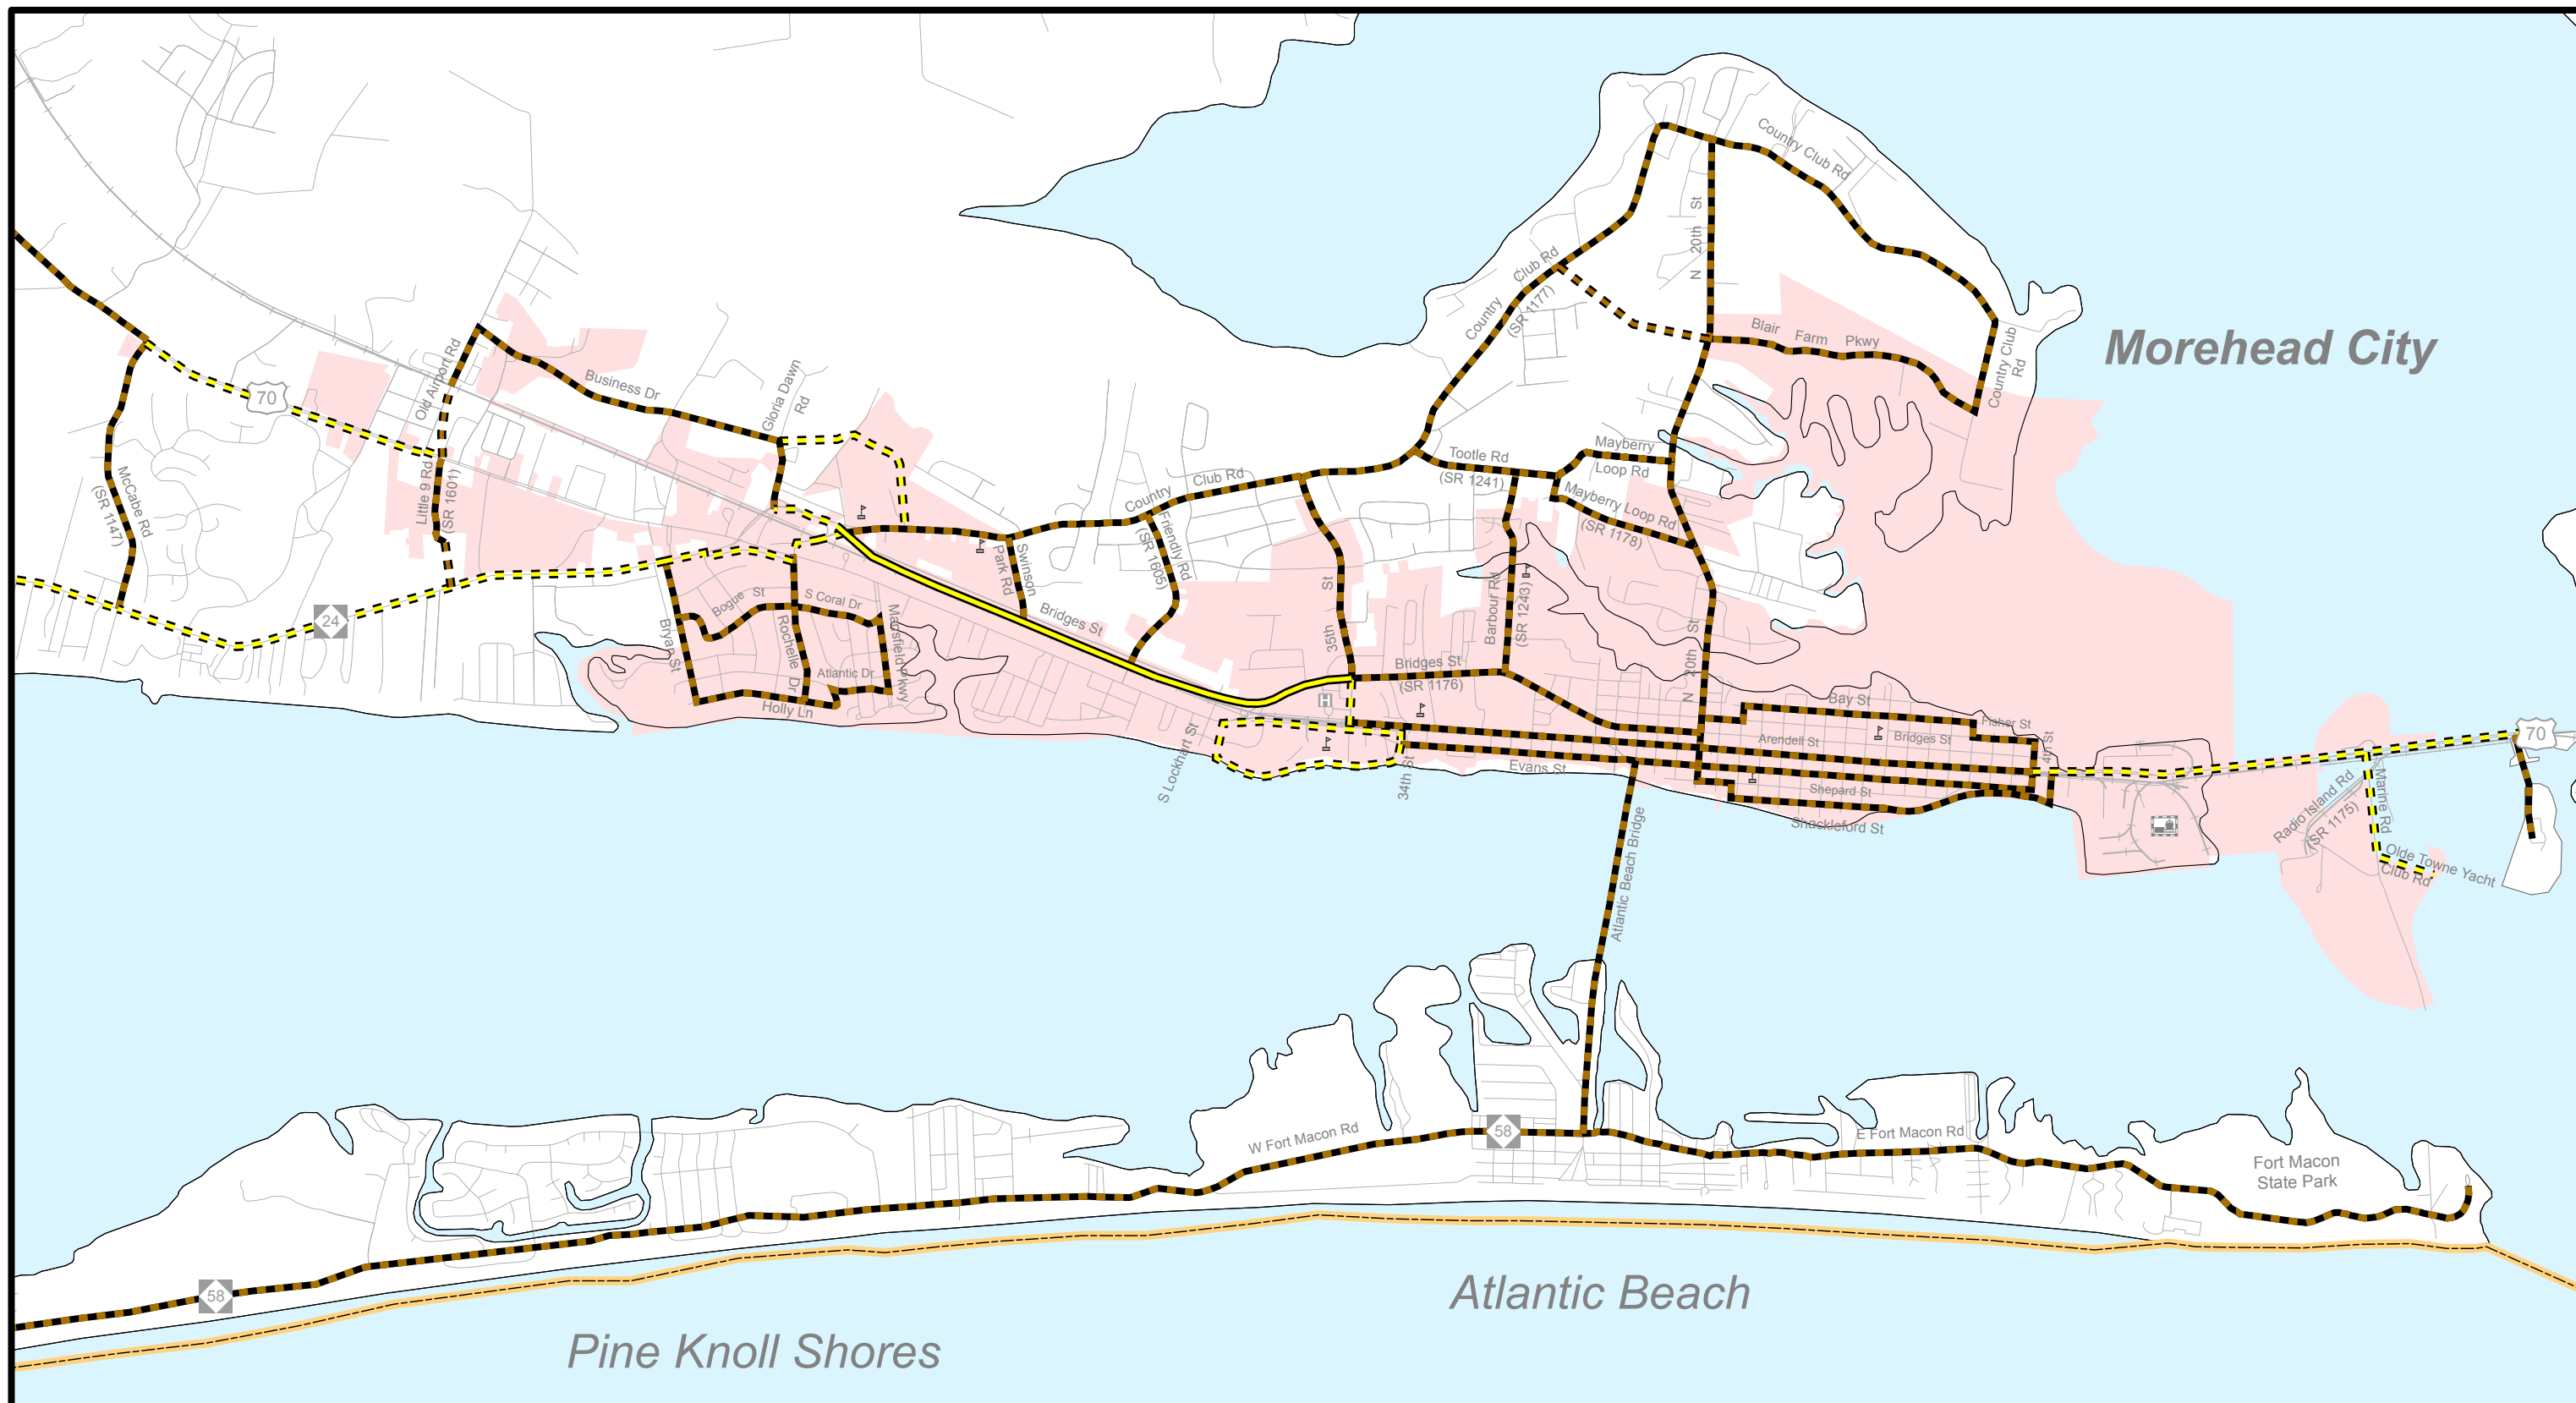 Country Club Rd
N 20th St
Country Club Rd
(SR 1177)
Morehead City
Blair Farm Pkwy
Country Club
Rd
Old Airport Rd
Business Dr
Gloria Dawn
Rd
70
McCabe Rd
(SR 1147)
Little 9 Rd
(SR 1601)
Country Club Rd
Tootle Rd
(SR 1241)
Mayberry
Loop Rd
Mayberry Loop Rd
(SR 1178)
Friendly Rd
(SR 1605)
Swinson
Park Rd
35th St
Barbour Rd
(SR 1243)
24
Bogue St
S Coral Dr
Bryan St
Rochelle Dr
Mansfield Pkwy
Atlantic Dr
Holly Ln
Bridges St
H
Bridges St
(SR 1176)
N 20th St
Bay St
Fisher St
Arendell St
Bridges St
4th St
S Lockhart St
34th St
Evans St
Shepard St
Shackleford St
70
Radio Island Rd
(SR 1175)
Marine Rd
Olde Towne Yacht
Club Rd
Atlantic Beach Bridge
W Fort Macon Rd
58
E Fort Macon Rd
Fort Macon
State Park
58
Atlantic Beach
Pine Knoll Shores